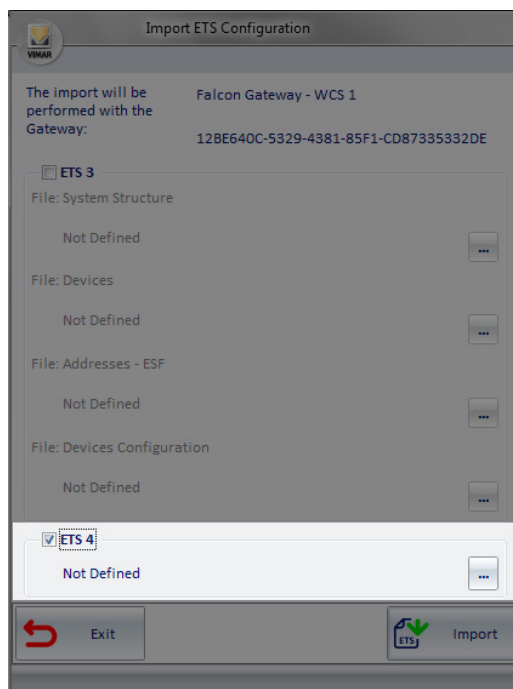 Import ETS Configuration
VIMAR
The import will be
performed with the
Gateway:
Falcon Gateway - WCS 1
12BE640C-5329-4381-85F1-CD87335332DE
ETS 3
File: System Structure
Not Defined
...
File: Devices
Not Defined
...
File: Addresses - ESF
Not Defined
...
File: Devices Configuration
Not Defined
...
ETS 4
Not Defined
...
Exit
ETS
Import